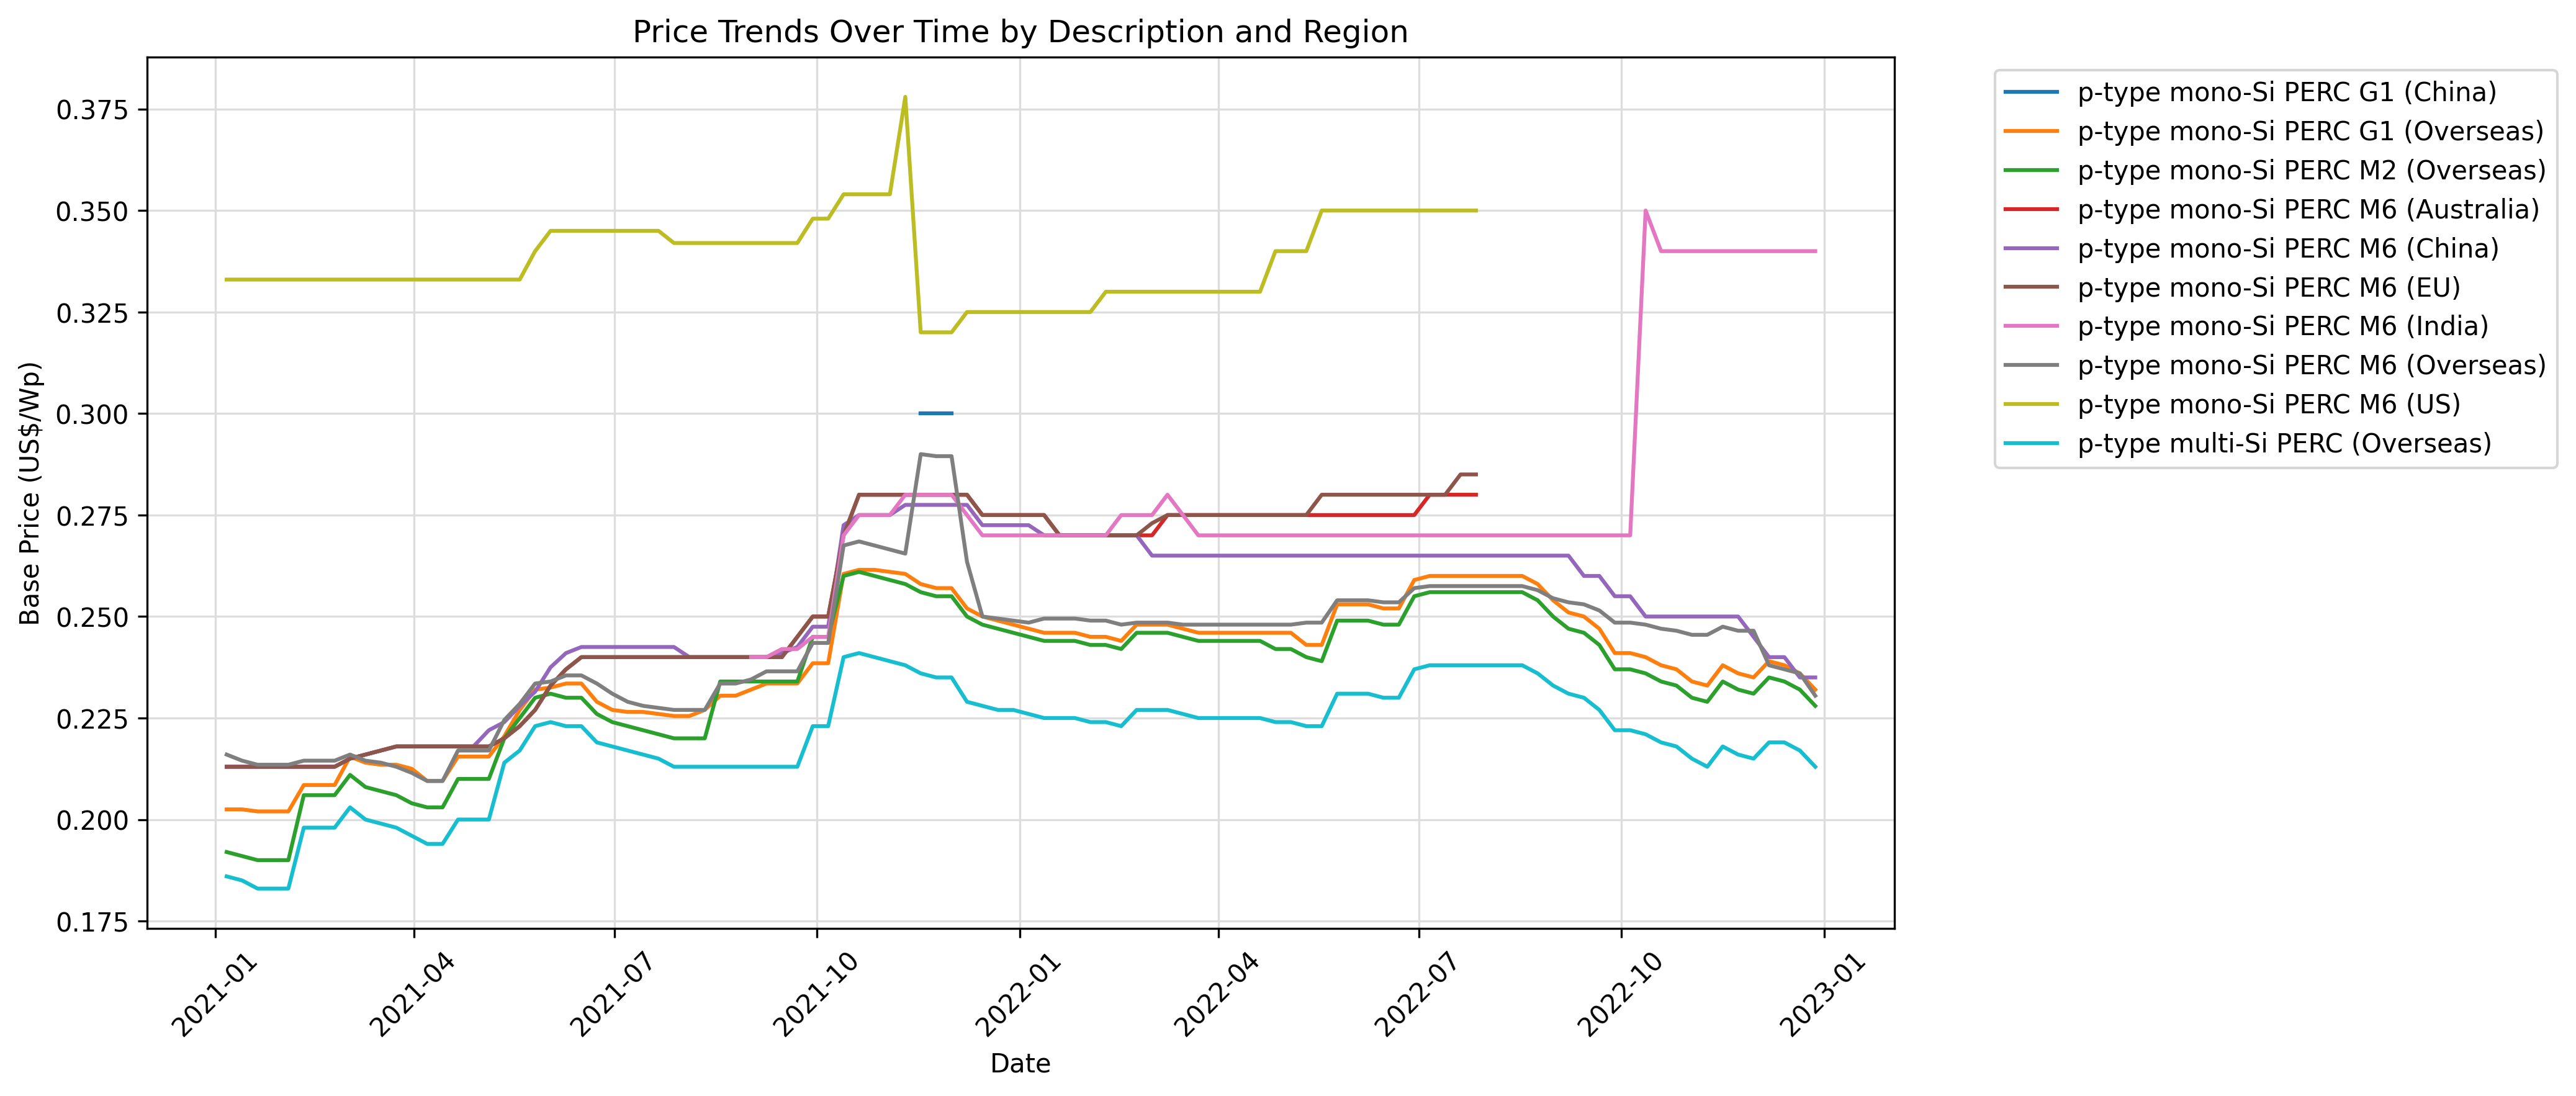 Price Trends Over Time by Description and Region
Base Price (US$/Wp)
0.375
0.350
0.325
0.300
0.275
0.250
0.225
0.200
0.175
2021-01
2021-04
2021-07
2021-10
2022-01
2022-04
2022-07
2022-10
2023-01
Date
p-type mono-Si PERC G1 (China)
p-type mono-Si PERC G1 (Overseas)
p-type mono-Si PERC M2 (Overseas)
p-type mono-Si PERC M6 (Australia)
p-type mono-Si PERC M6 (China)
p-type mono-Si PERC M6 (EU)
p-type mono-Si PERC M6 (India)
p-type mono-Si PERC M6 (Overseas)
p-type mono-Si PERC M6 (US)
p-type multi-Si PERC (Overseas)